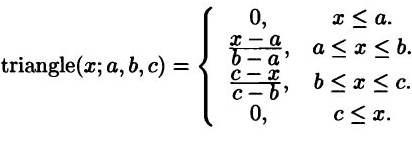 0, x ≤ a.
x − a / b − a, a ≤ x ≤ b.
triangle(x; a, b, c) = {
c − x / c − b, b ≤ x ≤ c.
0, c ≤ x.